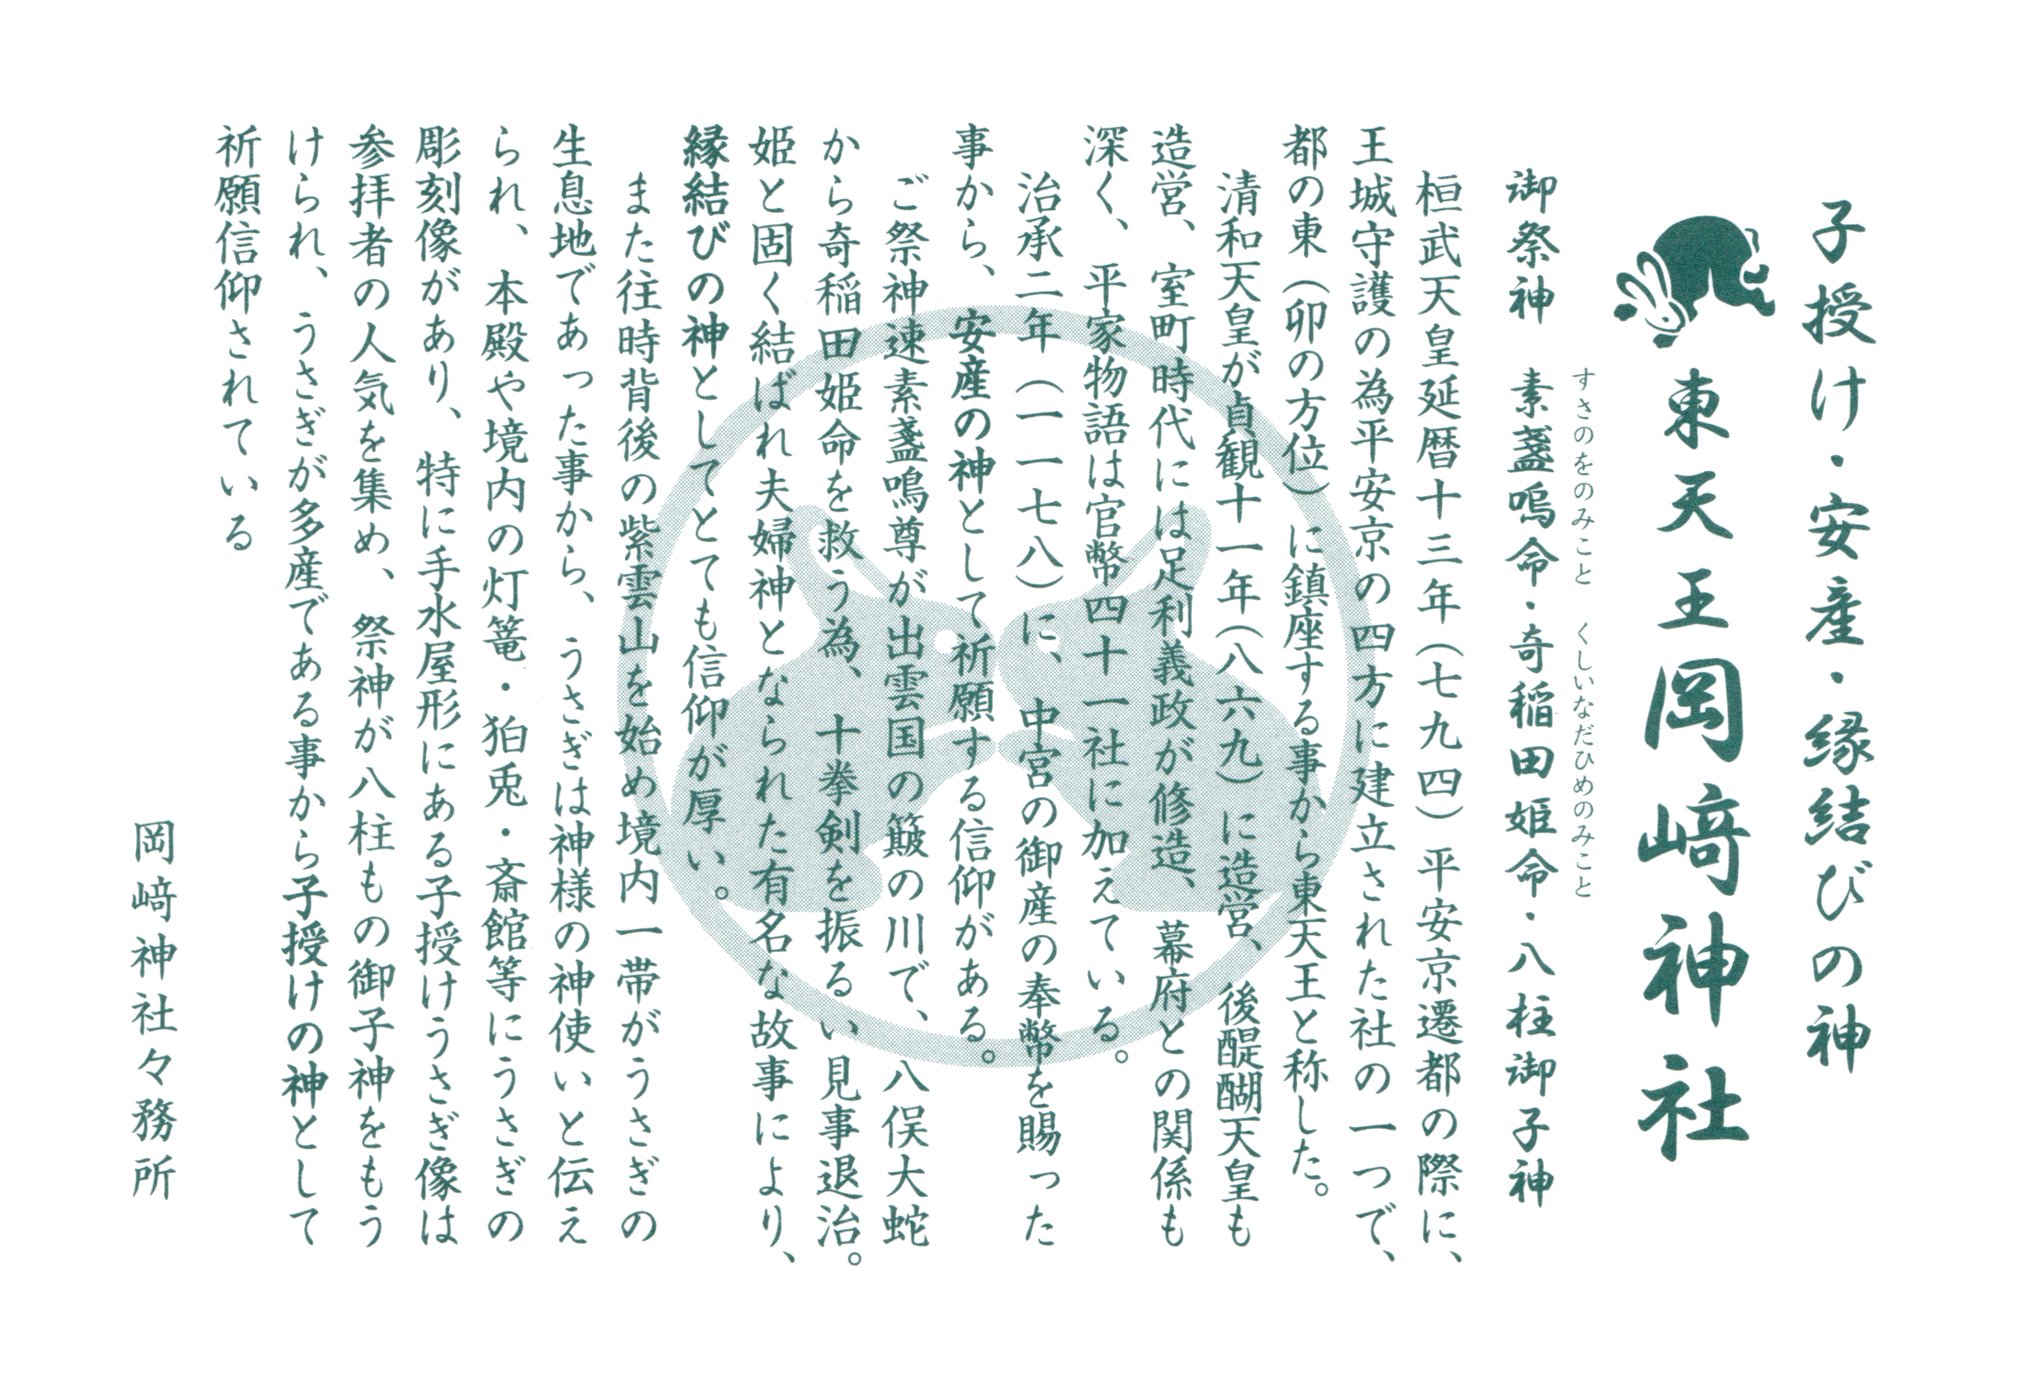 子授け・安産・縁結びの神
東天王岡﨑神社
すさのをのみこと　くしいなだひめのみこと
御祭神　素盞嗚命・奇稲田姫命・八柱御子神
桓武天皇延暦十三年（七九四）平安京遷都の際に、
王城守護の為平安京の四方に建立された社の一つで、
都の東（卯の方位）に鎮座する事から東天王と称した。
清和天皇が貞観十一年（八六九）に造営、後醍醐天皇も
造営、室町時代には足利義政が修造、幕府との関係も
深く、平家物語は官幣四十一社に加えている。
治承二年（一一七八）に、中宮の御産の奉幣を賜った
事から、安産の神として祈願する信仰がある。
ご祭神速素盞鳴尊が出雲国の簸の川で、八俣大蛇
から奇稲田姫命を救う為、十拳剣を振るい見事退治。
姫と固く結ばれ夫婦神となられた有名な故事により、
縁結びの神としてとても信仰が厚い。
また往時背後の紫雲山を始め境内一帯がうさぎの
生息地であった事から、うさぎは神様の神使いと伝え
られ、本殿や境内の灯篭・狛兎・斎館等にうさぎの
彫刻像があり、特に手水屋形にある子授けうさぎ像は
参拝者の人気を集め、祭神が八柱もの御子神をもう
けられ、うさぎが多産である事から子授けの神として
祈願信仰されている
岡﨑神社々務所